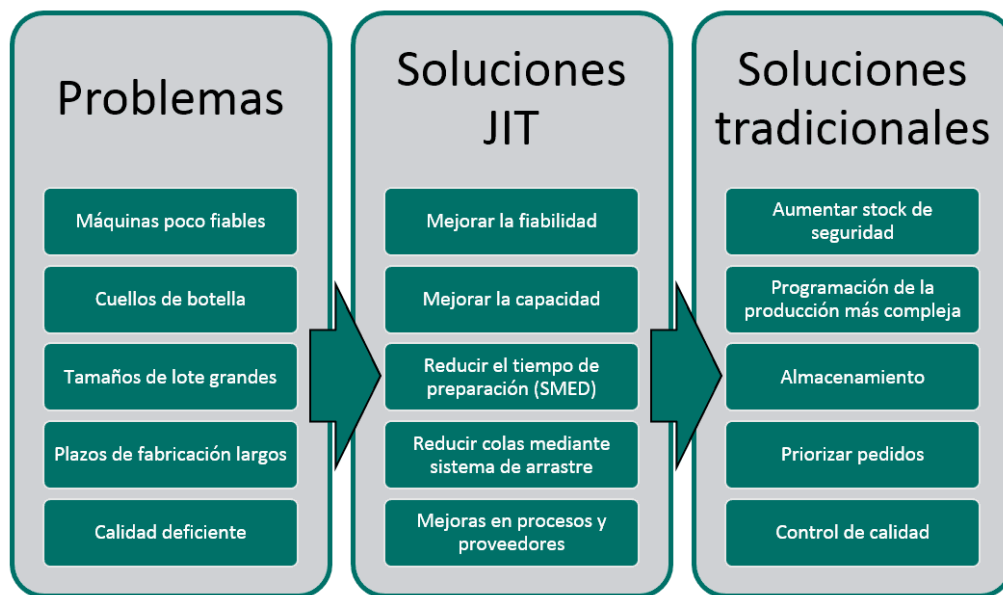 Problemas
Máquinas poco fiables
Cuellos de botella
Tamaños de lote grandes
Plazos de fabricación largos
Calidad deficiente
Soluciones
JIT
Mejorar la fiabilidad
Mejorar la capacidad
Reducir el tiempo de
preparación (SMED)
Reducir colas mediante
sistema de arrastre
Mejoras en procesos y
proveedores
Soluciones
tradicionales
Aumentar stock de
seguridad
Programación de la
producción más compleja
Almacenamiento
Priorizar pedidos
Control de calidad